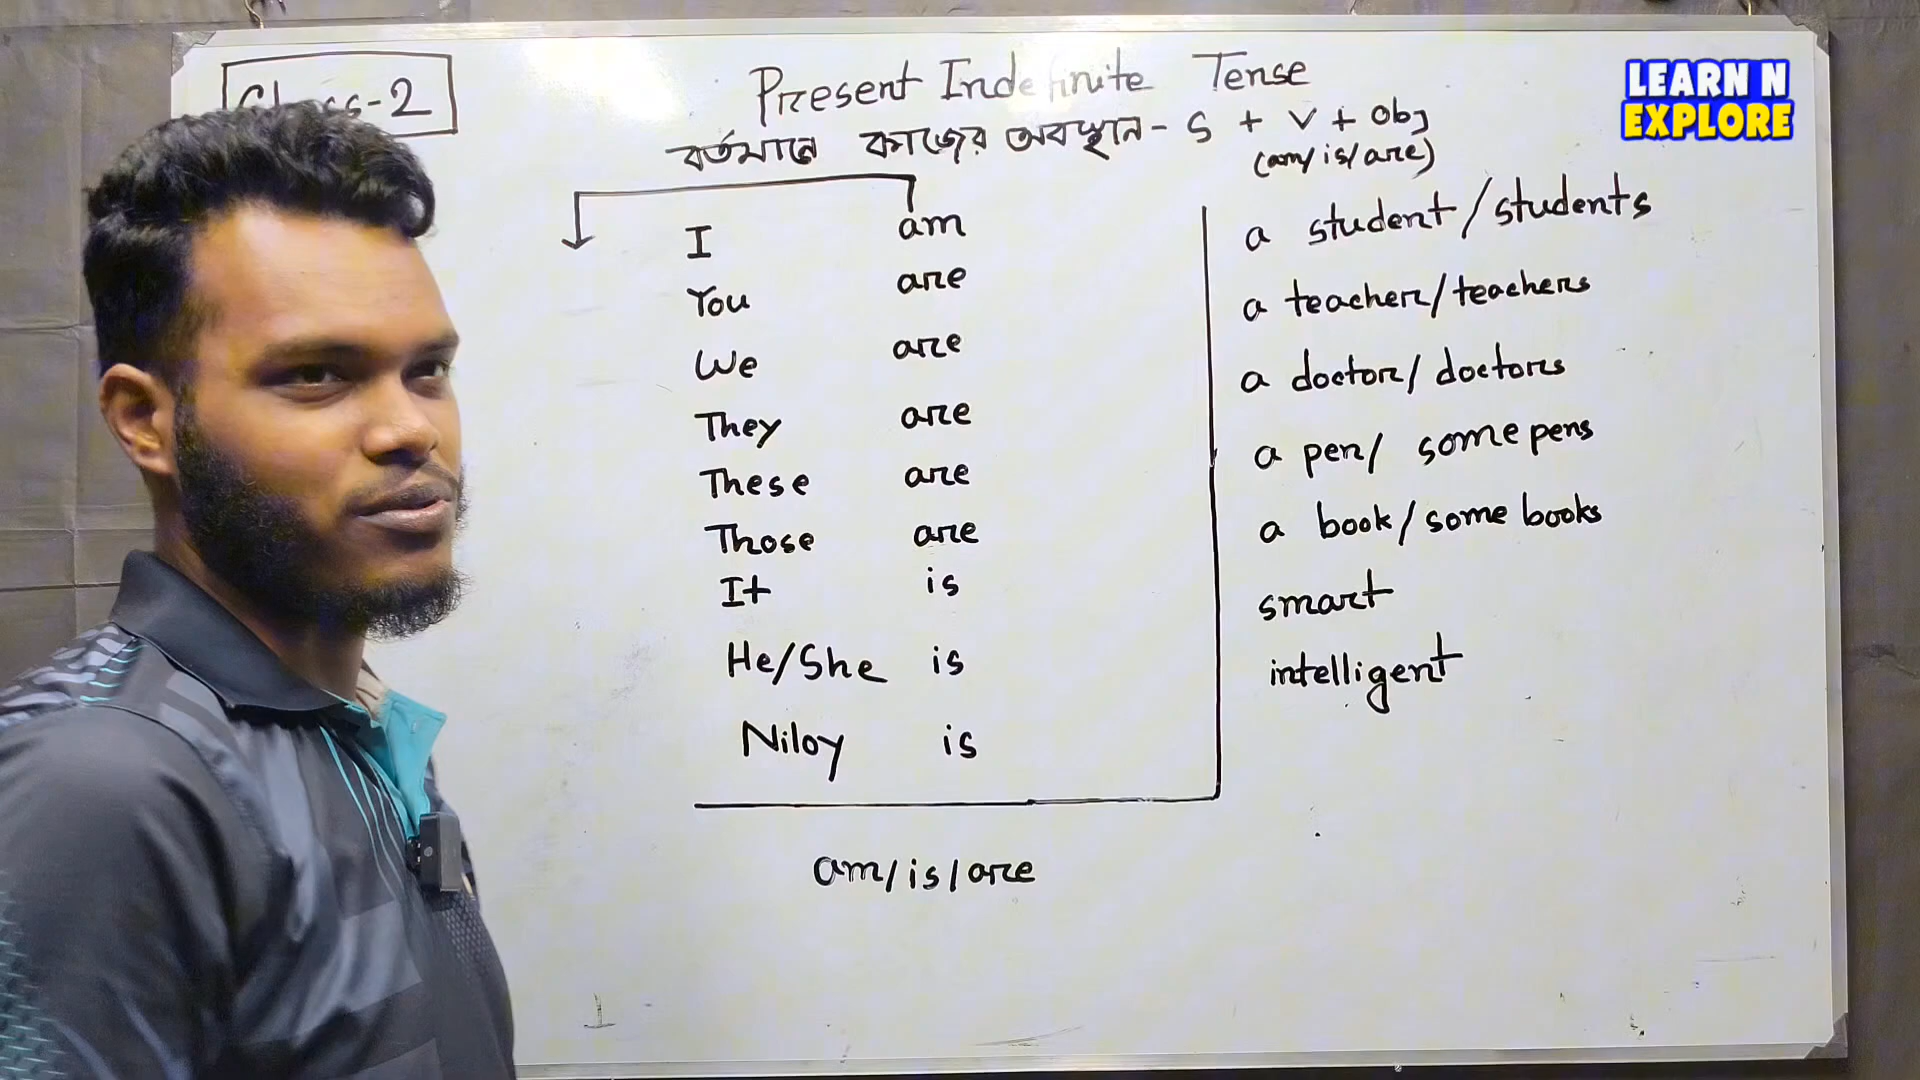 Class-2
Present Indefinite Tense
LEARN N
EXPLORE
বর্তমানে কাজের অবস্থান - S + V + Obj
(am/is/are)
I am
You are
We are
They are
These are
Those are
It is
He/She is
Niloy is
a student/students
a teacher/teachers
a doctor/doctors
a pen/ some pens
a book/some books
smart
intelligent
am/is/are